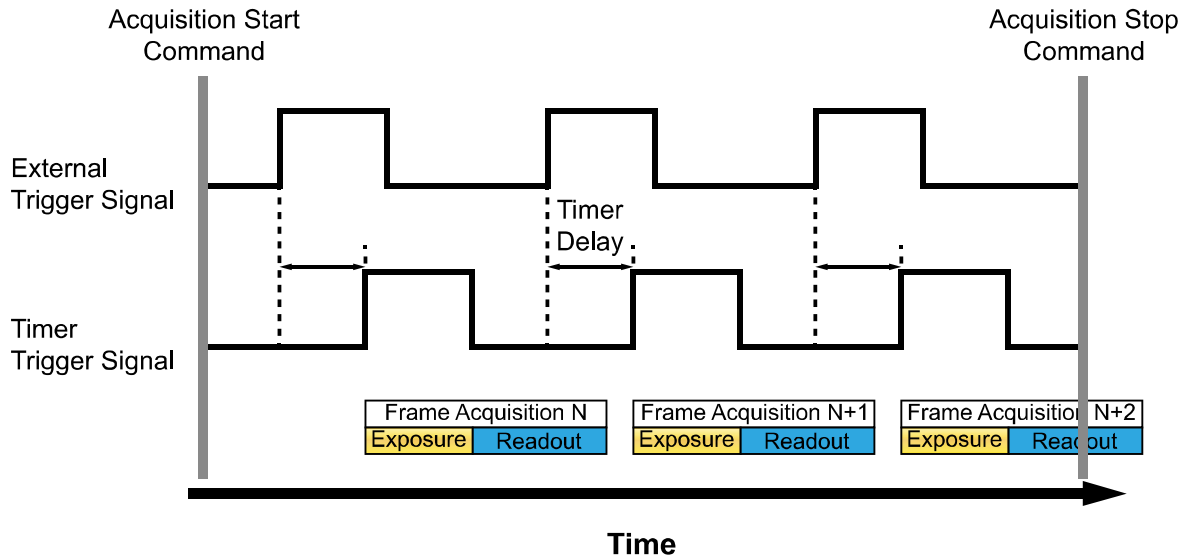 Acquisition Start
Command
Acquisition Stop
Command
External
Trigger Signal
Timer
Delay
Timer
Trigger Signal
Frame Acquisition N
Frame Acquisition N+1
Frame Acquisition N+2
Exposure
Readout
Exposure
Readout
Exposure
Readout
Time